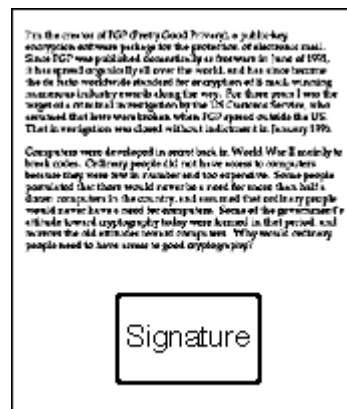 I'm the creator of PGP (Pretty Good Privacy), a public-key
encryption software package for the protection of electronic mail.
Since PGP was published domestically as freeware in June of 1991,
it has spread organically all over the world, and has since become
the de facto worldwide standard for encryption of E-mail, winning
numerous industry awards along the way. For three years I was the
target of a criminal investigation by the US Customs Service, who
assumed that laws were broken when PGP spread outside the US.
That investigation was closed without indictment in January 1996.
Computers were developed in secret back in World War II mainly to
break codes. Ordinary people did not have access to computers
because they were few in number and too expensive. Some people
postulated that there would never be a need for more than half a
dozen computers in the country, and assumed that ordinary people
would never have a need for computers. Some of the government's
attitude toward cryptography today were formed in that period, and
mirrors the old attitudes toward computers. Why would ordinary
people need to have access to good cryptography?
Signature